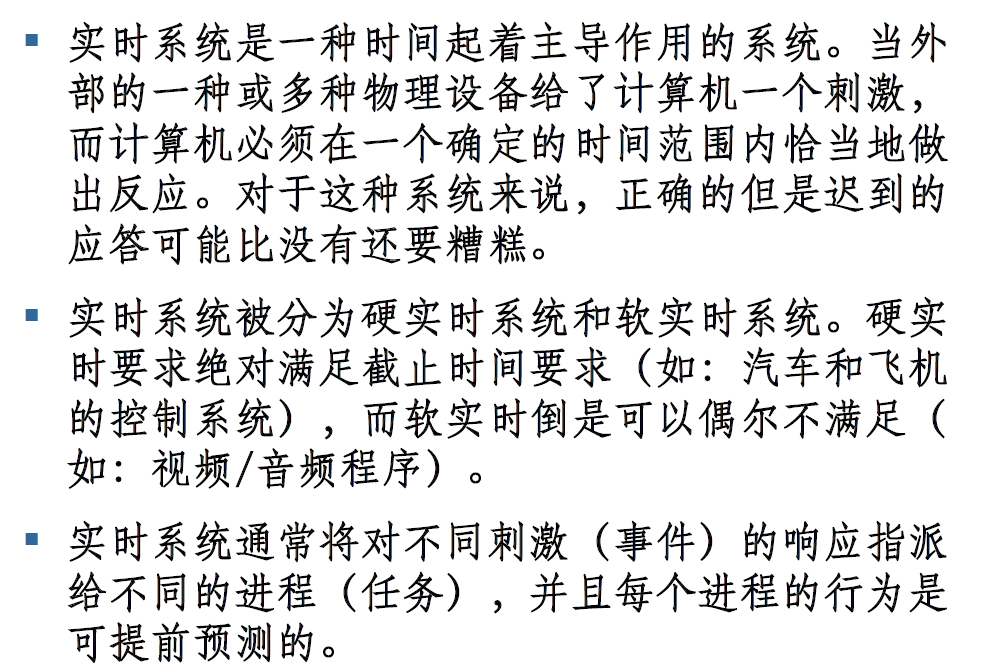 实时系统是一种时间起着主导作用的系统。当外
部的一种或多种物理设备给了计算机一个刺激，
而计算机必须在一个确定的时间范围内恰当地做
出反应。对于这种系统来说，正确的但是迟到的
应答可能比没有还要糟糕。
实时系统被分为硬实时系统和软实时系统。硬实
时要求绝对满足截止时间要求（如：汽车和飞机
的控制系统），而软实时倒是可以偶尔不满足（
如：视频/音频程序）。
实时系统通常将对不同刺激（事件）的响应指派
给不同的进程（任务），并且每个进程的行为是
可提前预测的。